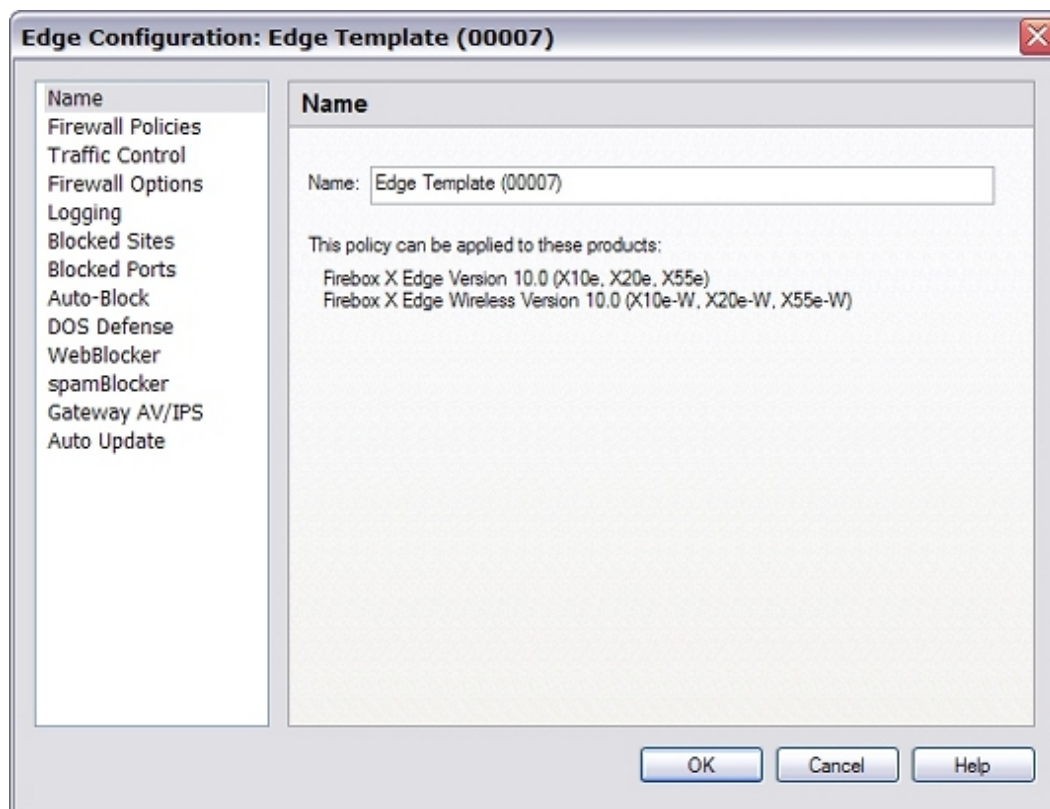 Edge Configuration: Edge Template (00007)
Name
Firewall Policies
Traffic Control
Firewall Options
Logging
Blocked Sites
Blocked Ports
Auto-Block
DOS Defense
WebBlocker
spamBlocker
Gateway AV/IPS
Auto Update
Name
Name: Edge Template (00007)
This policy can be applied to these products:
Firebox X Edge Version 10.0 (X10e, X20e, X55e)
Firebox X Edge Wireless Version 10.0 (X10e-W, X20e-W, X55e-W)
OK
Cancel
Help